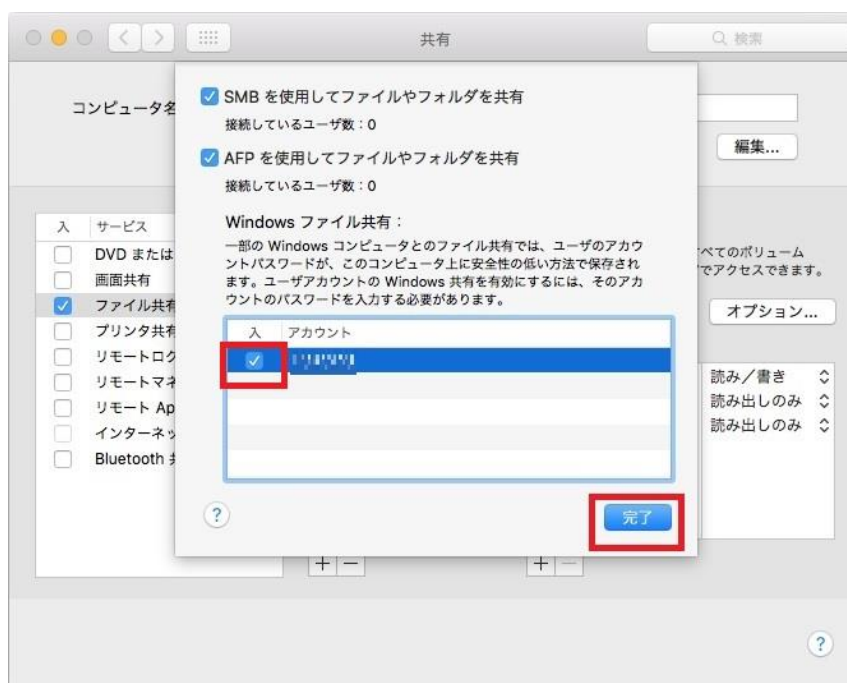 共有
検索
コンピュータ名
編集...
SMB を使用してファイルやフォルダを共有
接続しているユーザ数：0
AFP を使用してファイルやフォルダを共有
接続しているユーザ数：0
Windows ファイル共有：
一部の Windows コンピュータとのファイル共有では、ユーザのアカウ
ントパスワードが、このコンピュータ上に安全性の低い方法で保存され
ます。ユーザアカウントの Windows 共有を有効にするには、そのアカ
ウントのパスワードを入力する必要があります。
入 アカウント
完了
入 サービス
DVD または
画面共有
ファイル共有
プリンタ共有
リモートログ
リモートマネ
リモート Ap
インターネッ
Bluetooth
べてのボリューム
でアクセスできます。
オプション...
読み／書き
読み出しのみ
読み出しのみ